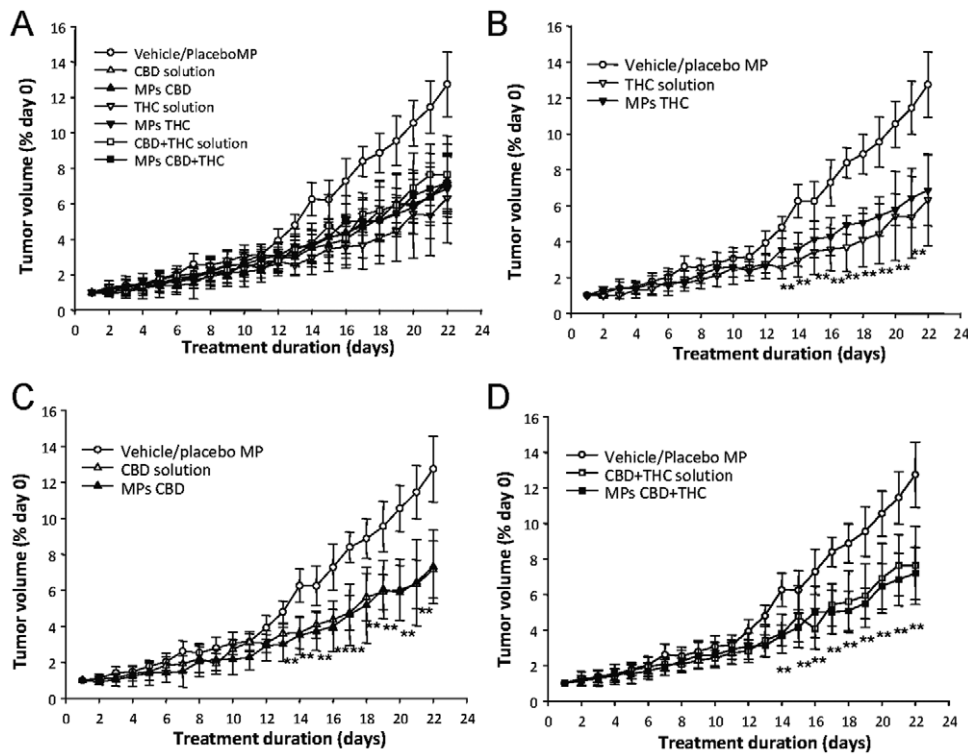 A
Tumor volume (% day 0)
16
14
12
10
8
6
4
2
0
Vehicle/PlaceboMP
CBD solution
MPs CBD
THC solution
MPs THC
CBD+THC solution
MPs CBD+THC
0 2 4 6 8 10 12 14 16 18 20 22 24
Treatment duration (days)
B
Tumor volume (% day 0)
16
14
12
10
8
6
4
2
0
Vehicle/placebo MP
THC solution
MPs THC
** ** ** ** ** ** ** ** **
0 2 4 6 8 10 12 14 16 18 20 22 24
Treatment duration (days)
C
Tumor volume (% day 0)
16
14
12
10
8
6
4
2
0
Vehicle/placebo MP
CBD solution
MPs CBD
** ** ** **** ** ** ** **
0 2 4 6 8 10 12 14 16 18 20 22 24
Treatment duration (days)
D
Tumor volume (% day 0)
16
14
12
10
8
6
4
2
0
Vehicle/placebo MP
CBD+THC solution
MPs CBD+THC
** ** ** ** ** ** ** ** **
0 2 4 6 8 10 12 14 16 18 20 22 24
Treatment duration (days)